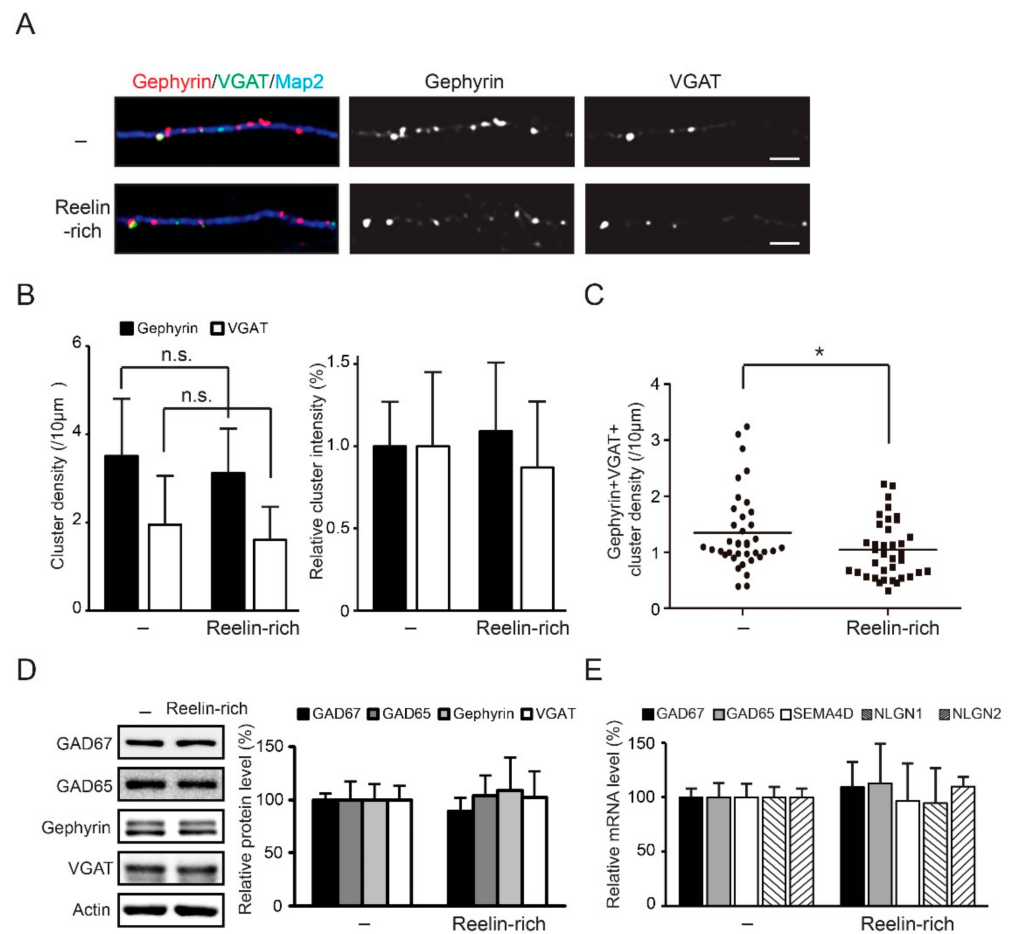 A
Gephyrin/VGAT/Map2
Gephyrin
VGAT
–
Reelin
-rich
B
Gephyrin
VGAT
Cluster density (/10μm )
6
4
2
0
n.s.
n.s.
–
Reelin-rich
Relative cluster intensity (%)
1.5
1.0
0.5
0
–
Reelin-rich
C
Gephyrin+VGAT+
cluster density (/10μm)
4
3
2
1
0
*
–
Reelin-rich
D
–
Reelin-rich
GAD67
GAD65
Gephyrin
VGAT
Actin
GAD67
GAD65
Gephyrin
VGAT
Relative protein level (%)
150
100
50
0
–
Reelin-rich
E
GAD67
GAD65
SEMA4D
NLGN1
NLGN2
Relative mRNA level (%)
150
100
50
0
–
Reelin-rich